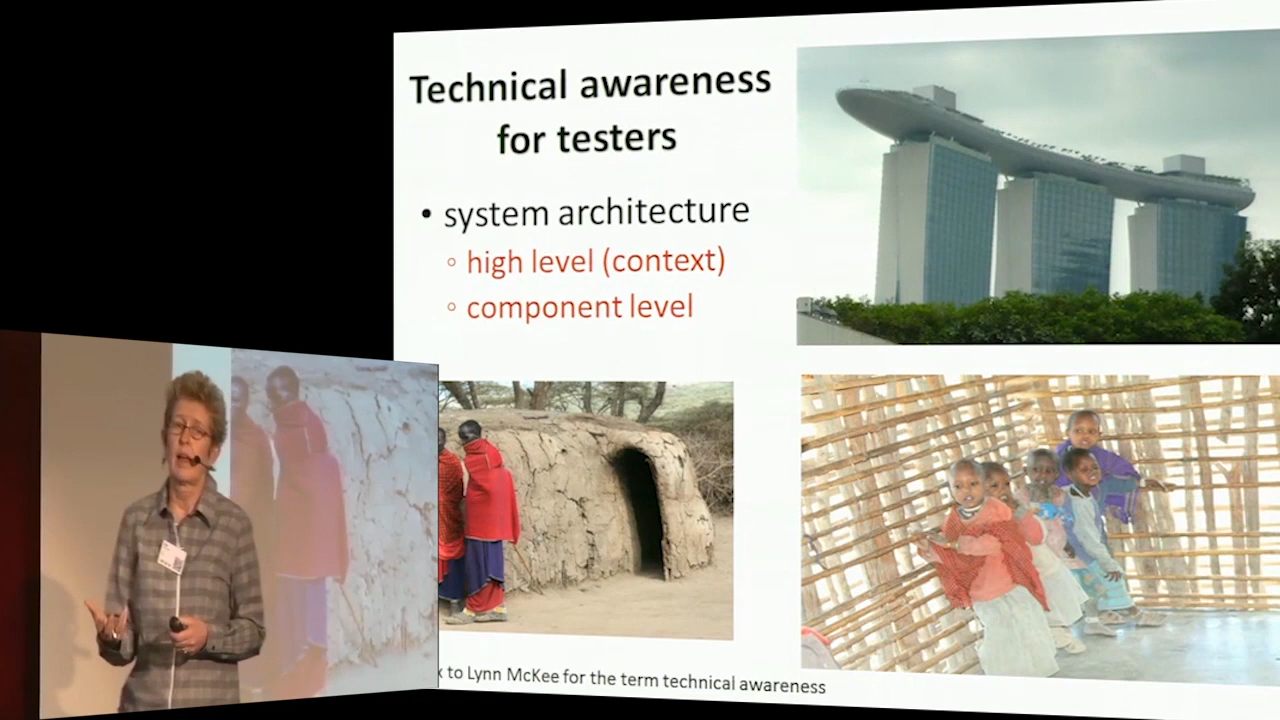 Technical awareness
for testers
• system architecture
◦ high level (context)
◦ component level
to Lynn McKee for the term technical awareness